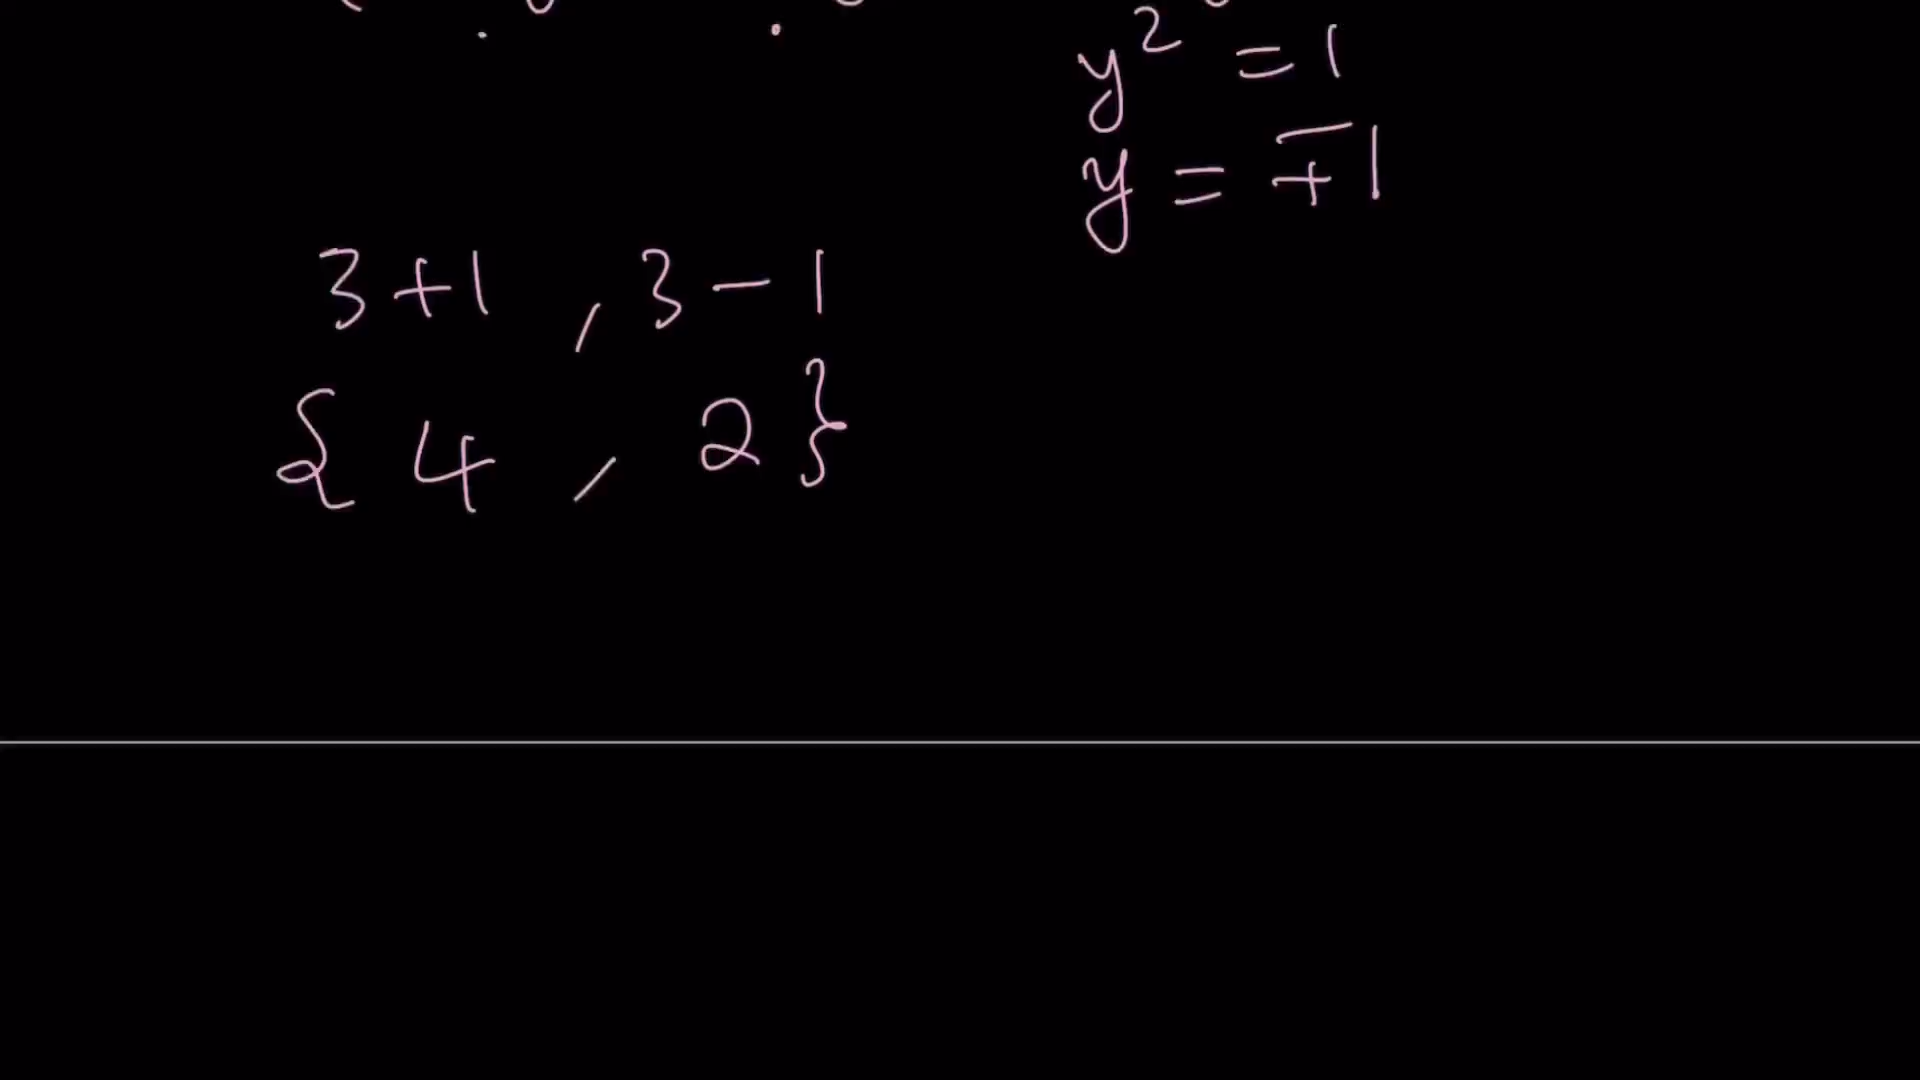 y² = 1
y = ∓1
3+1 , 3-1
{ 4 , 2 }